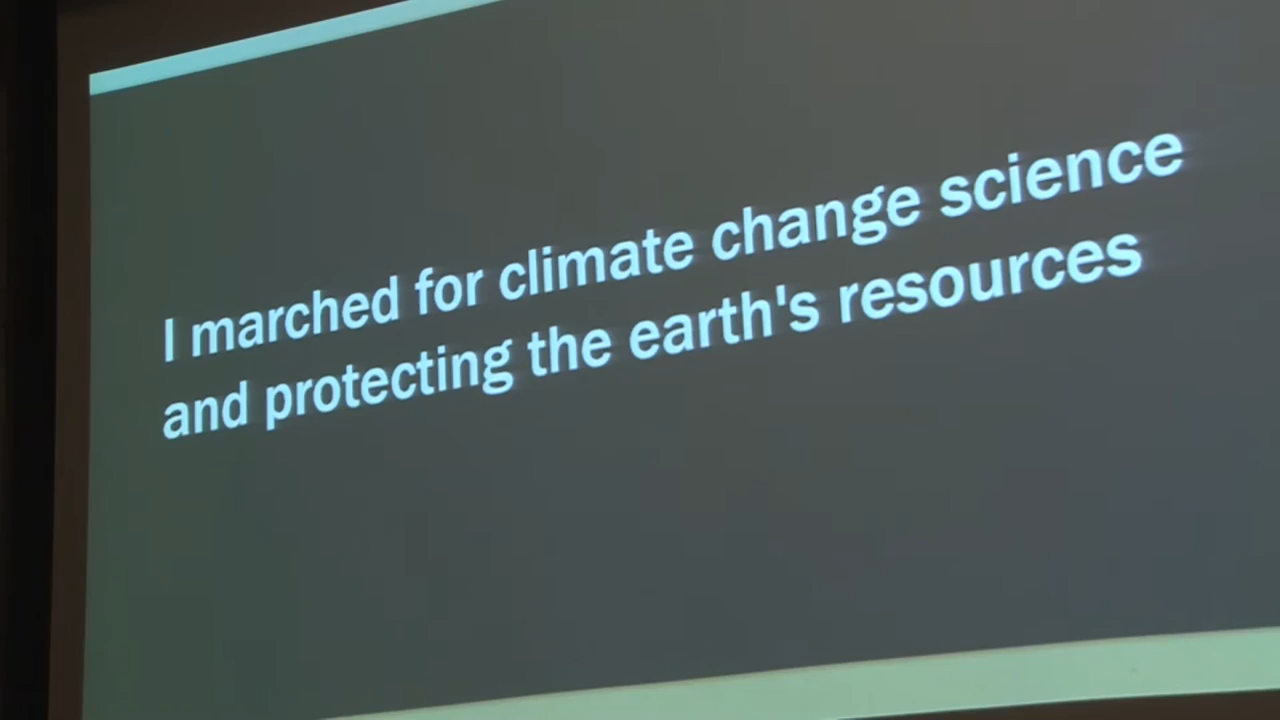 I marched for climate change science
and protecting the earth's resources